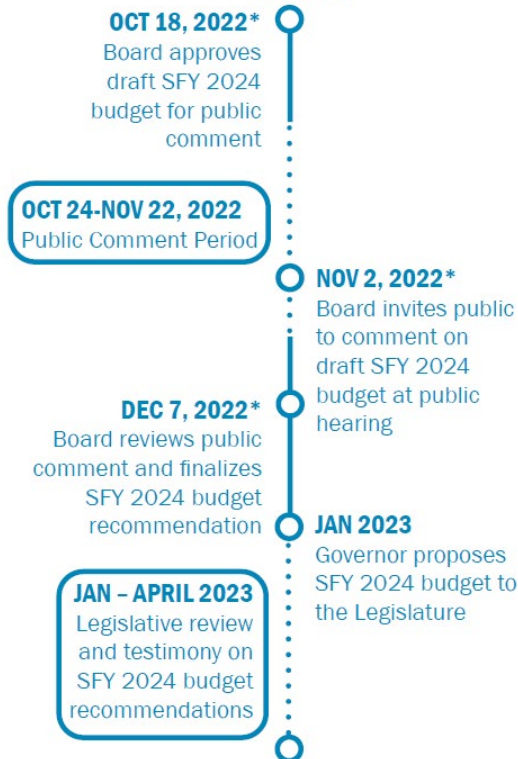 OCT 18, 2022*
Board approves
draft SFY 2024
budget for public
comment
OCT 24-NOV 22, 2022
Public Comment Period
NOV 2, 2022*
Board invites public
to comment on
draft SFY 2024
budget at public
hearing
DEC 7, 2022*
Board reviews public
comment and finalizes
SFY 2024 budget
recommendation
JAN 2023
Governor proposes
SFY 2024 budget to
the Legislature
JAN – APRIL 2023
Legislative review
and testimony on
SFY 2024 budget
recommendations